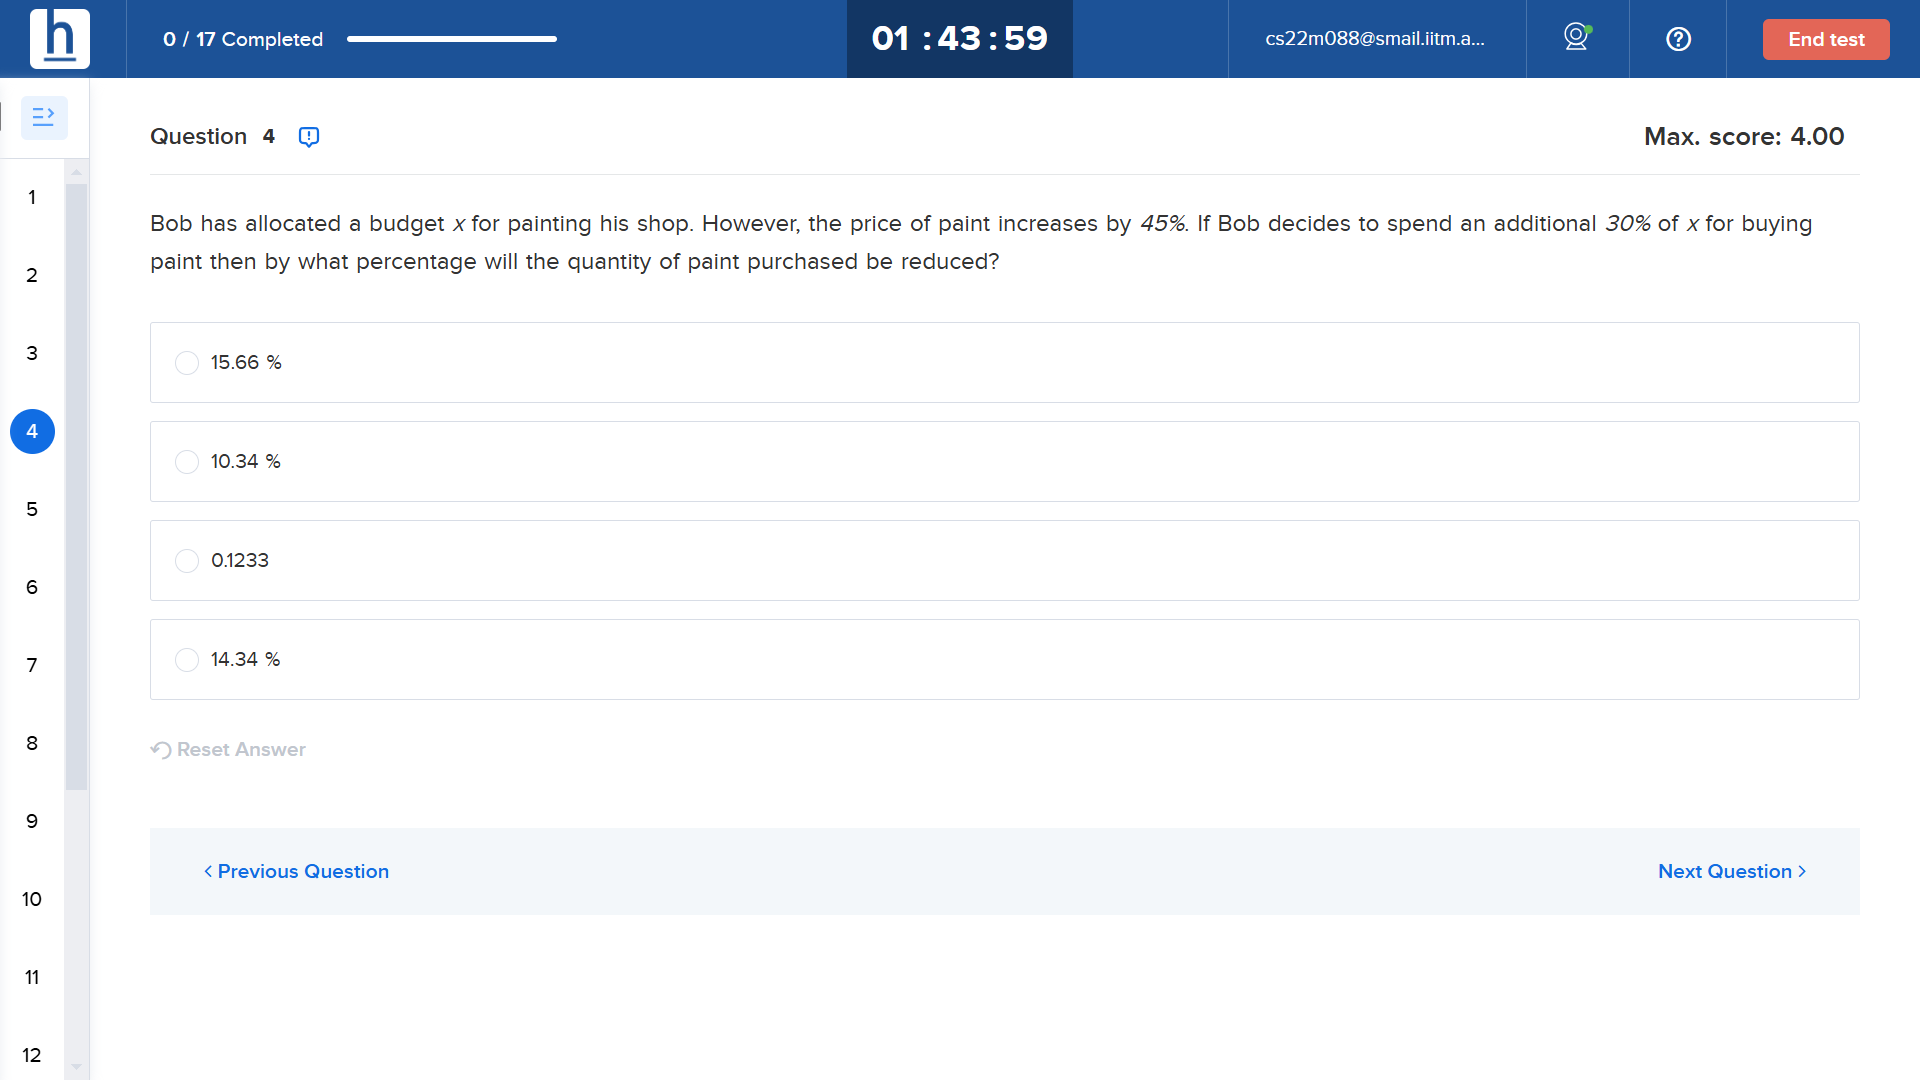 h
0 / 17 Completed
01 : 43 : 59
cs22m088@smail.iitm.a...
End test
Question 4
Max. score: 4.00
Bob has allocated a budget x for painting his shop. However, the price of paint increases by 45%. If Bob decides to spend an additional 30% of x for buying
paint then by what percentage will the quantity of paint purchased be reduced?
15.66 %
10.34 %
0.1233
14.34 %
Reset Answer
Previous Question
Next Question
1
2
3
4
5
6
7
8
9
10
11
12